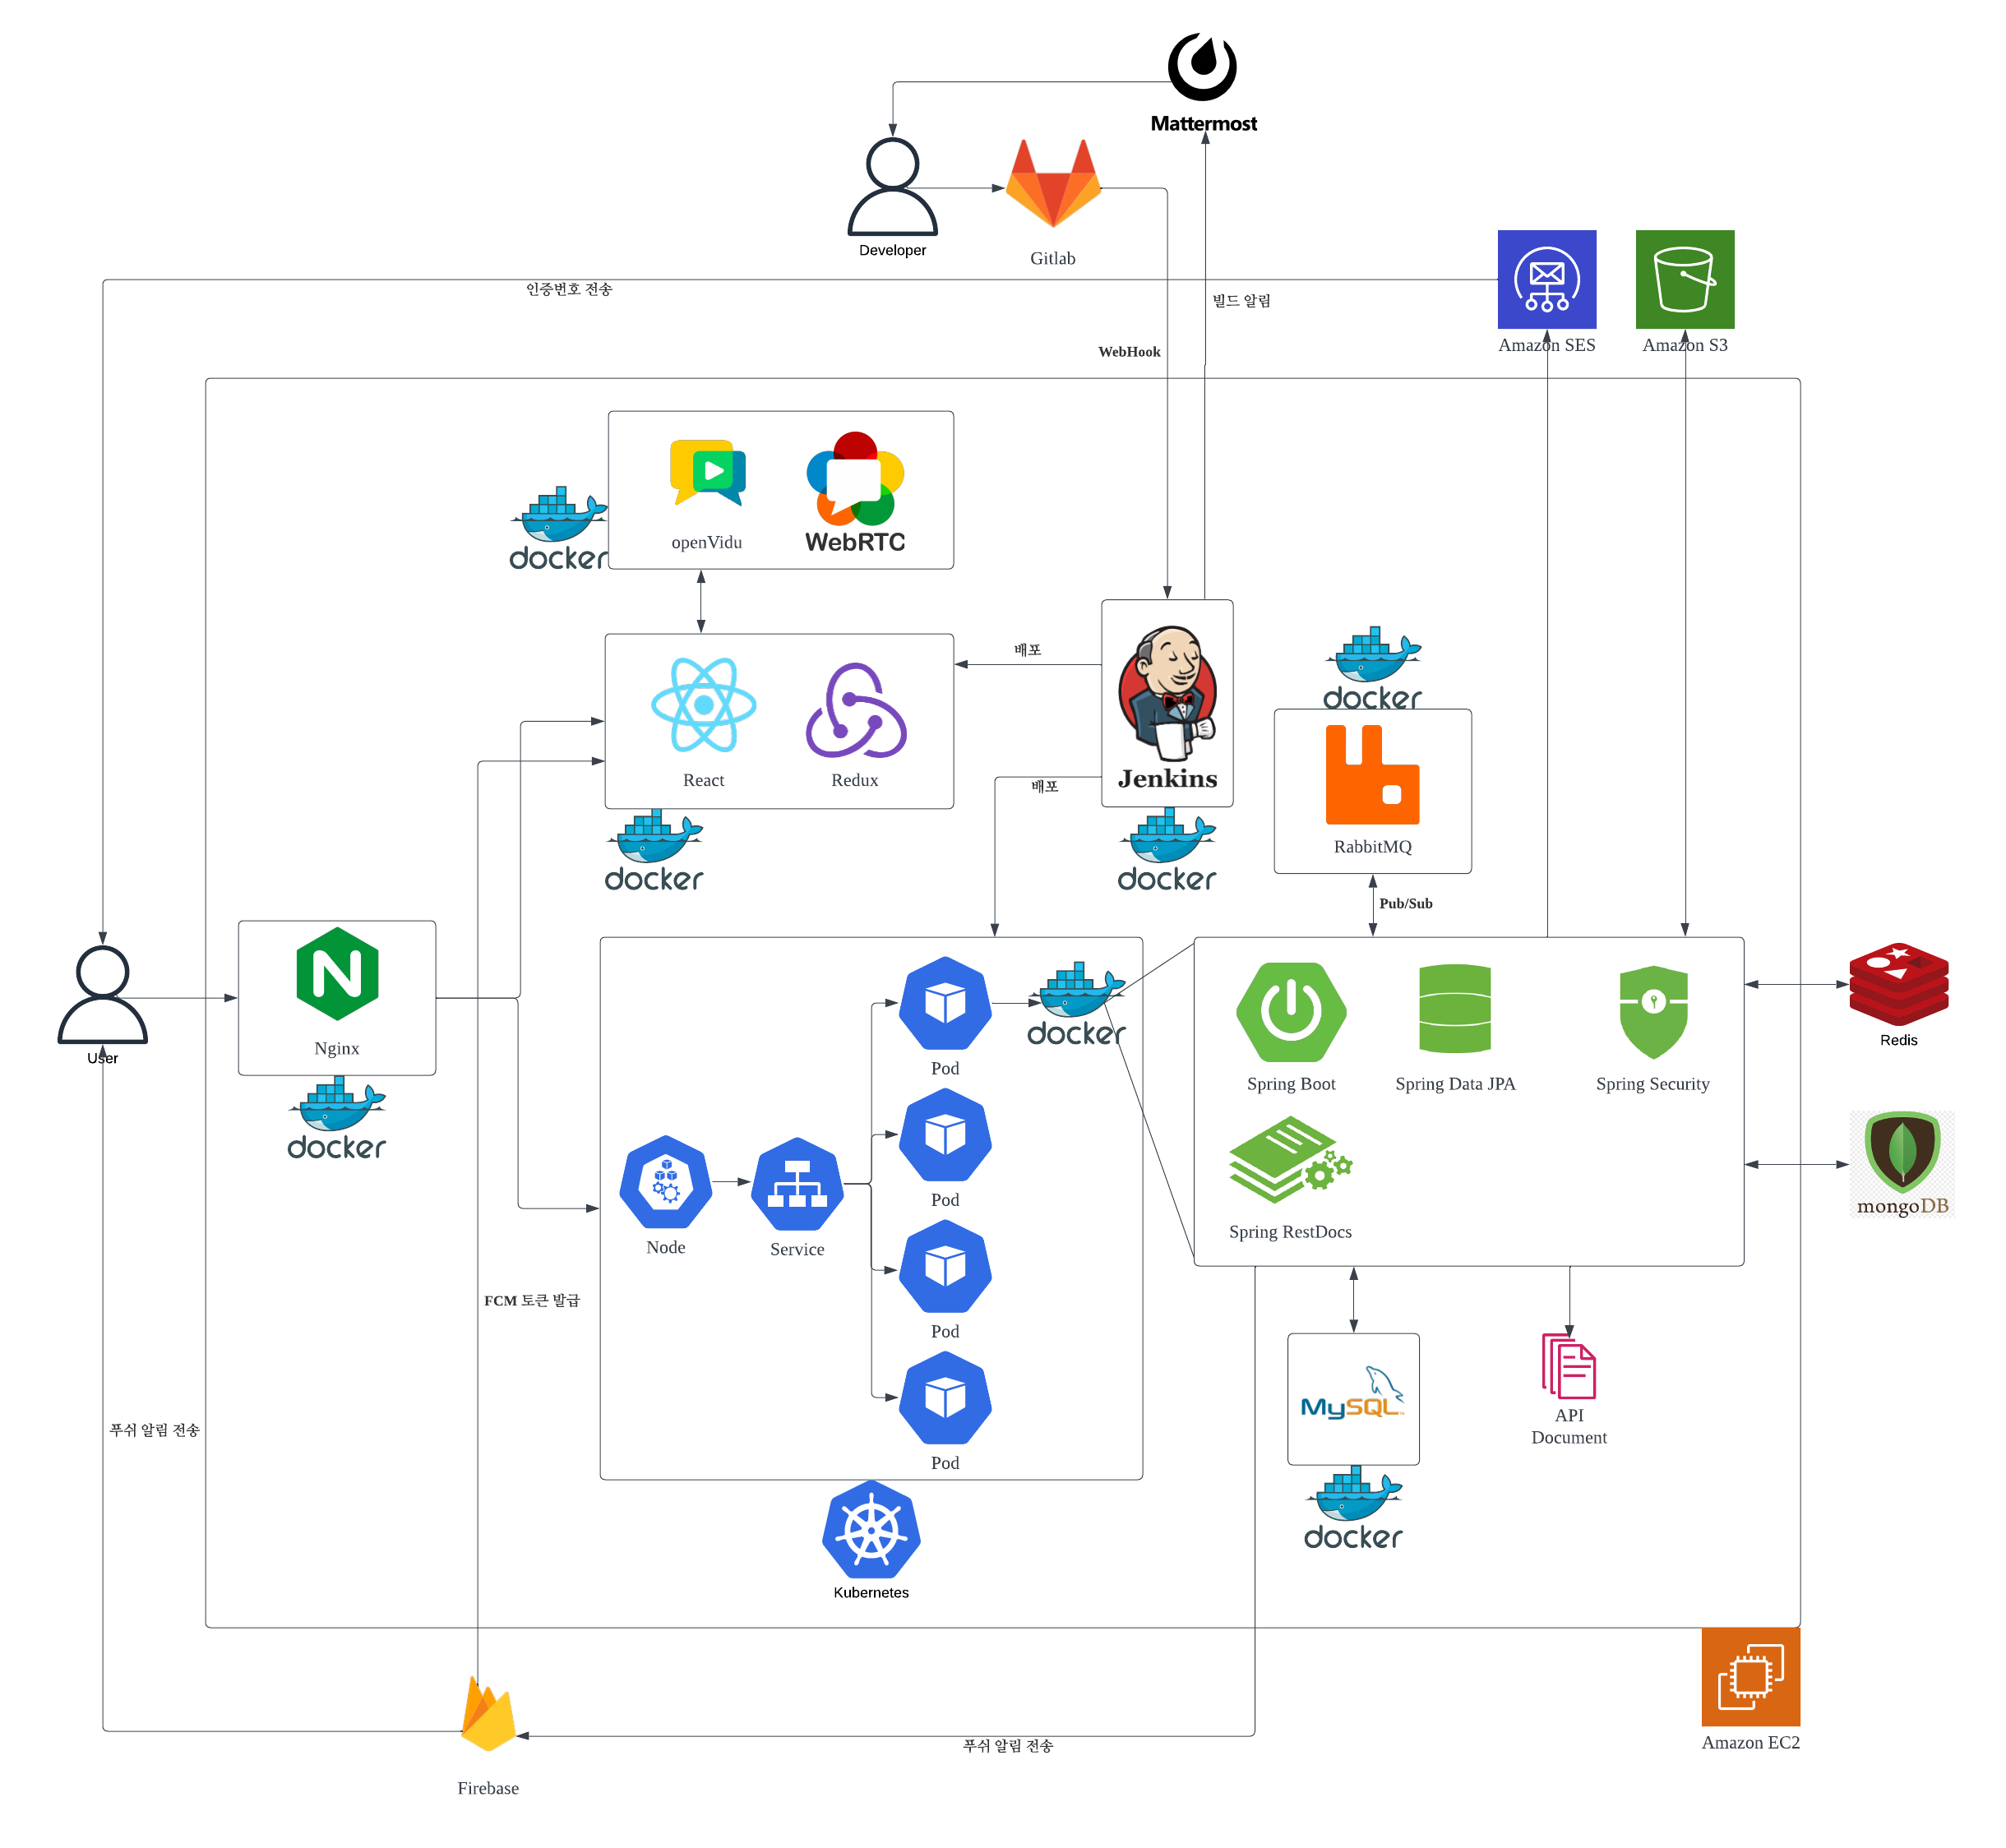 Mattermost
Developer
Gitlab
인증번호 전송
빌드 알림
Amazon SES
Amazon S3
WebHook
openVidu
WebRTC
docker
배포
docker
React
Redux
Jenkins
배포
RabbitMQ
docker
docker
Pub/Sub
User
Nginx
docker
Pod
docker
Spring Boot
Spring Data JPA
Spring Security
Redis
Pod
mongoDB
Node
Service
Spring RestDocs
FCM 토큰 발급
Pod
MySQL
API
Document
푸쉬 알림 전송
Pod
docker
Kubernetes
푸쉬 알림 전송
Amazon EC2
Firebase